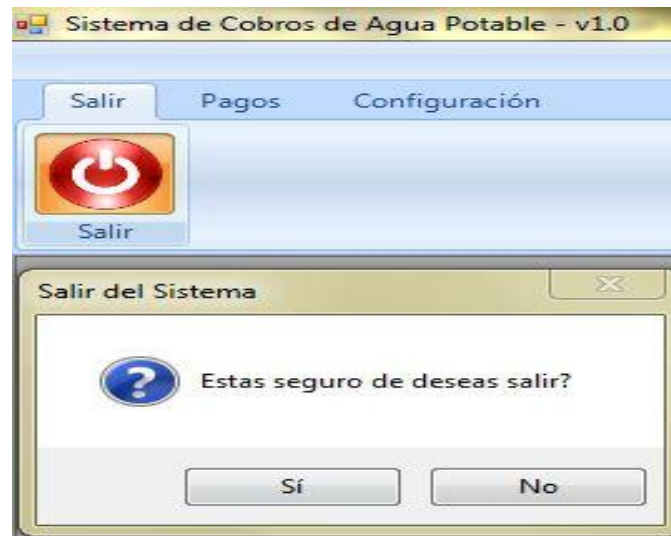 Sistema de Cobros de Agua Potable - v1.0
Salir Pagos Configuración
Salir
Salir del Sistema
Estas seguro de deseas salir?
Sí No